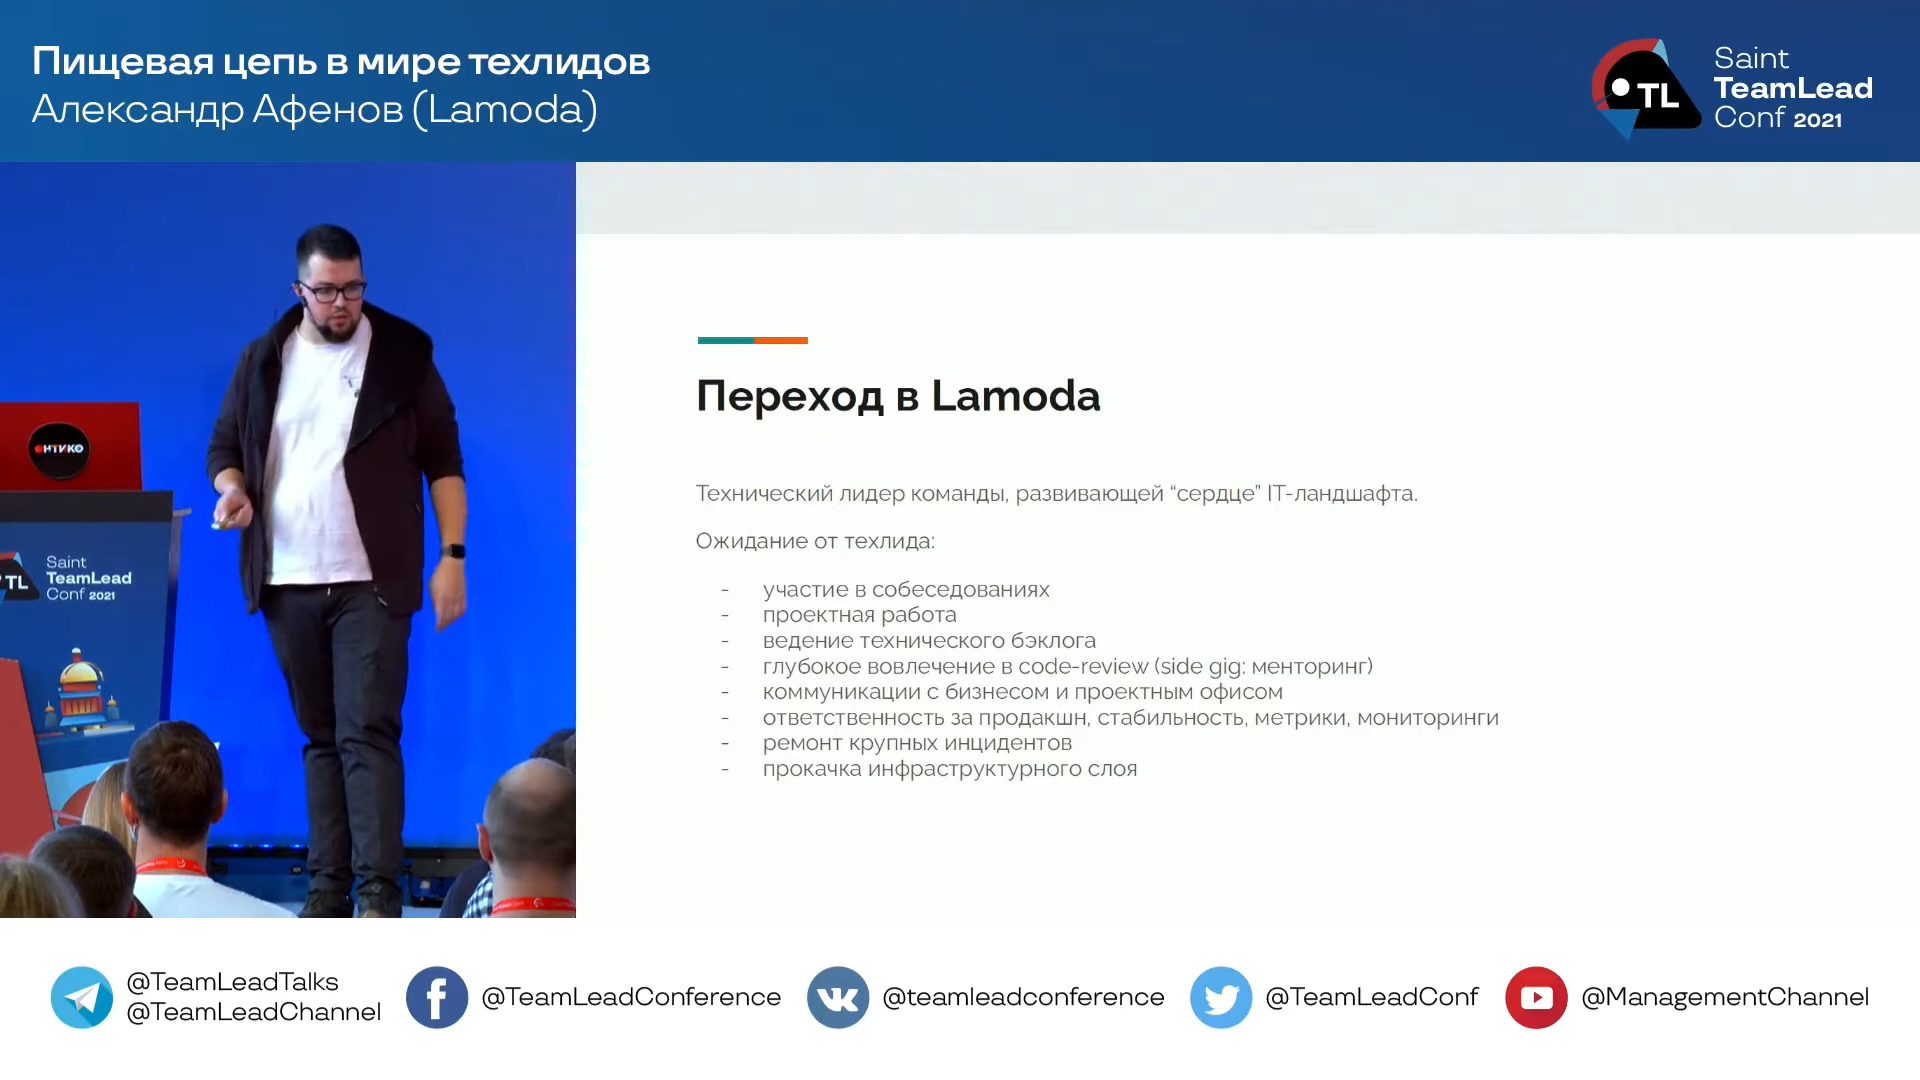 Пищевая цепь в мире техлидов
Александр Афенов (Lamoda)
TL
Saint
TeamLead
Conf 2021
ОНТИКО
TL
Saint
TeamLead
Conf 2021
Переход в Lamoda
Технический лидер команды, развивающей “сердце” IT-ландшафта.
Ожидание от техлида:
- участие в собеседованиях
- проектная работа
- ведение технического бэклога
- глубокое вовлечение в code-review (side gig: менторинг)
- коммуникации с бизнесом и проектным офисом
- ответственность за продакшн, стабильность, метрики, мониторинги
- ремонт крупных инцидентов
- прокачка инфраструктурного слоя
@TeamLeadTalks
@TeamLeadChannel
@TeamLeadConference
@teamleadconference
@TeamLeadConf
@ManagementChannel